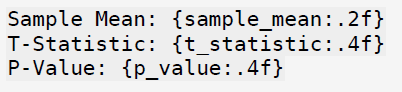 Sample Mean: {sample_mean:.2f}
T-Statistic: {t_statistic:.4f}
P-Value: {p_value:.4f}